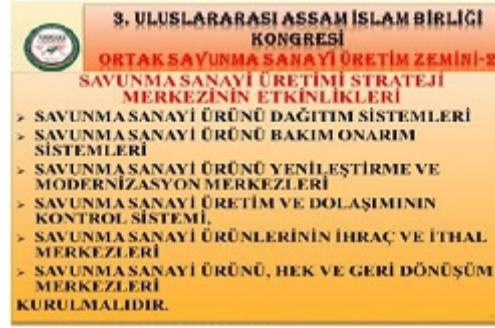 3. ULUSLARARASI ASSAM İSLAM BİRLİĞİ
KONGRESİ
ORTAK SAVUNMA SANAYİ ÜRETİM ZEMİNİ-2
SAVUNMA SANAYİ ÜRETİMİ STRATEJİ
MERKEZİNİN ETKİNLİKLERİ
➢ SAVUNMA SANAYİ ÜRÜNÜ DAĞITIM SİSTEMLERİ
➢ SAVUNMA SANAYİ ÜRÜNÜ BAKIM ONARIM
SİSTEMLERİ
➢ SAVUNMA SANAYİ ÜRÜNÜ YENİLEŞTİRME VE
MODERNİZASYON MERKEZLERİ
➢ SAVUNMA SANAYİ ÜRETİM VE DOLAŞIMININ
KONTROL SİSTEMİ,
➢ SAVUNMA SANAYİ ÜRÜNLERİNİN İHRAÇ VE İTHAL
MERKEZLERİ
➢ SAVUNMA SANAYİ ÜRÜNÜ, HEK VE GERİ DÖNÜŞÜM
MERKEZLERİ
KURULMALIDIR.